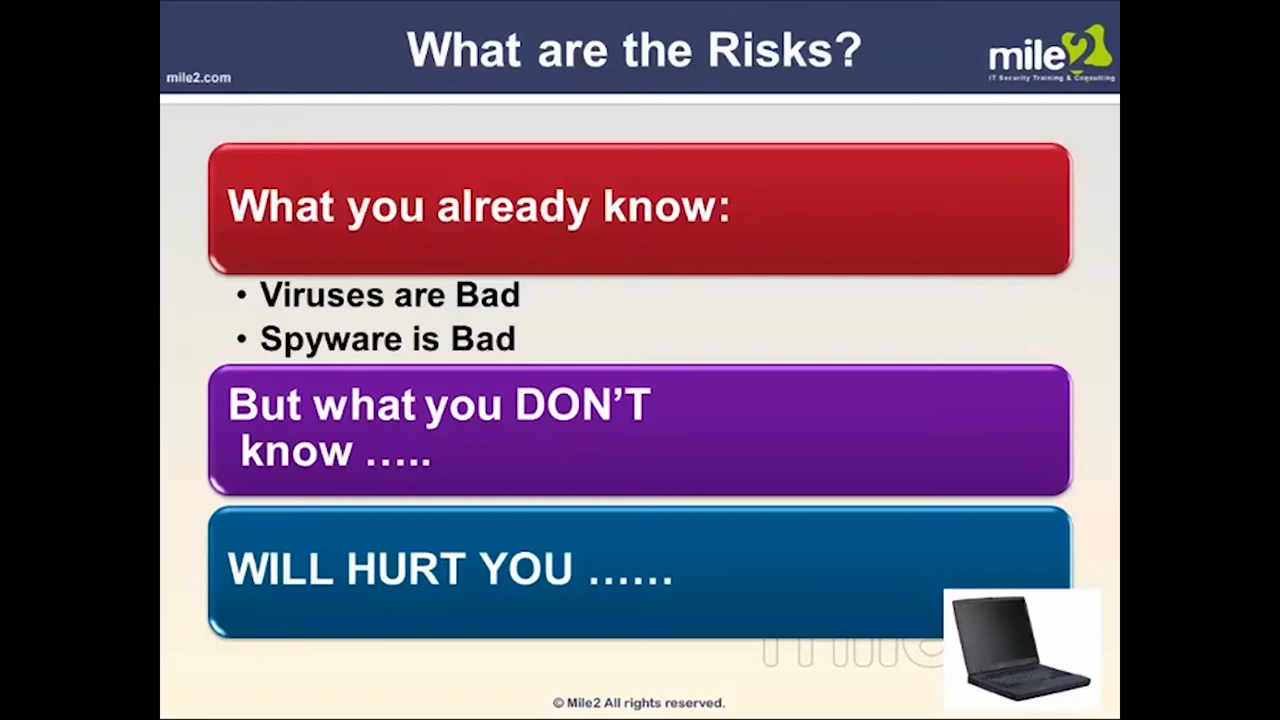 What are the Risks?
mile2
IT Security Training & Consulting
mile2.com
What you already know:
• Viruses are Bad
• Spyware is Bad
But what you DON’T
know …..
WILL HURT YOU ……
mile
© Mile2 All rights reserved.